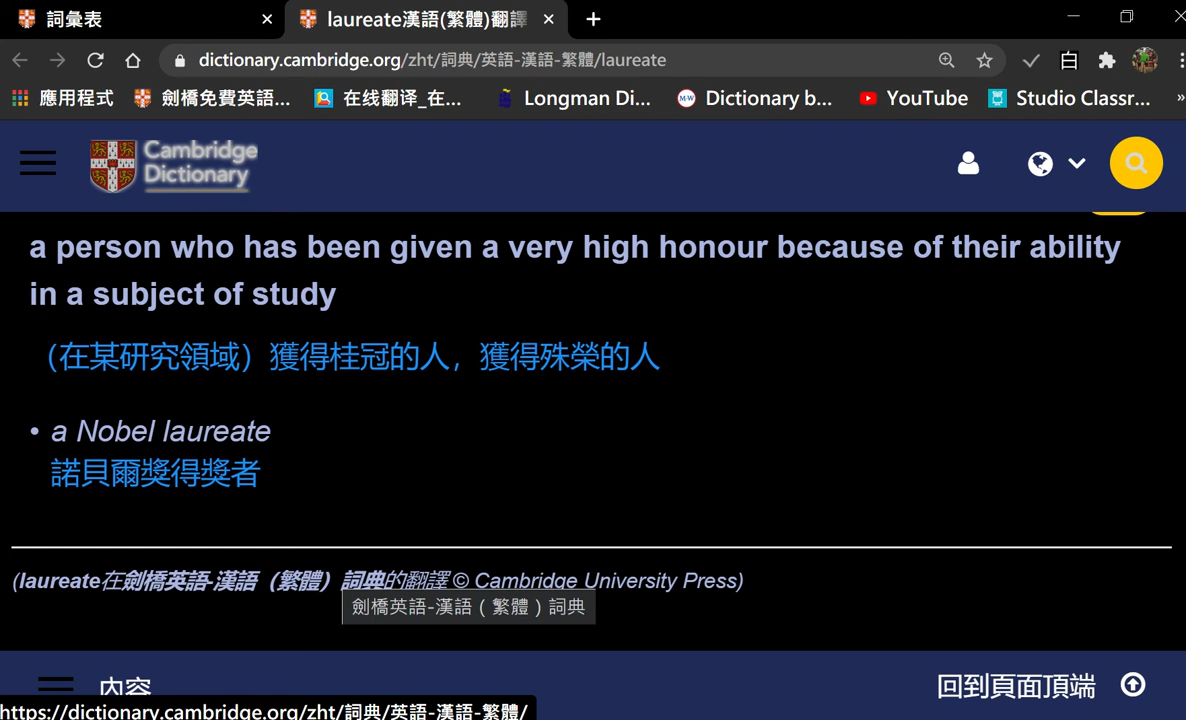 詞彙表
laureate漢語(繁體)翻譯
dictionary.cambridge.org/zht/詞典/英語-漢語-繁體/laureate
應用程式 劍橋免費英語... 在线翻译_在... Longman Di... M-W Dictionary b... YouTube Studio Classr... »
白
Cambridge
Dictionary
a person who has been given a very high honour because of their ability
in a subject of study
（在某研究領域）獲得桂冠的人，獲得殊榮的人
• a Nobel laureate
諾貝爾獎得獎者
(laureate在劍橋英語-漢語（繁體）詞典的翻譯 © Cambridge University Press)
劍橋英語-漢語（繁體）詞典
內容
回到頁面頂端
https://dictionary.cambridge.org/zht/詞典/英語-漢語-繁體/